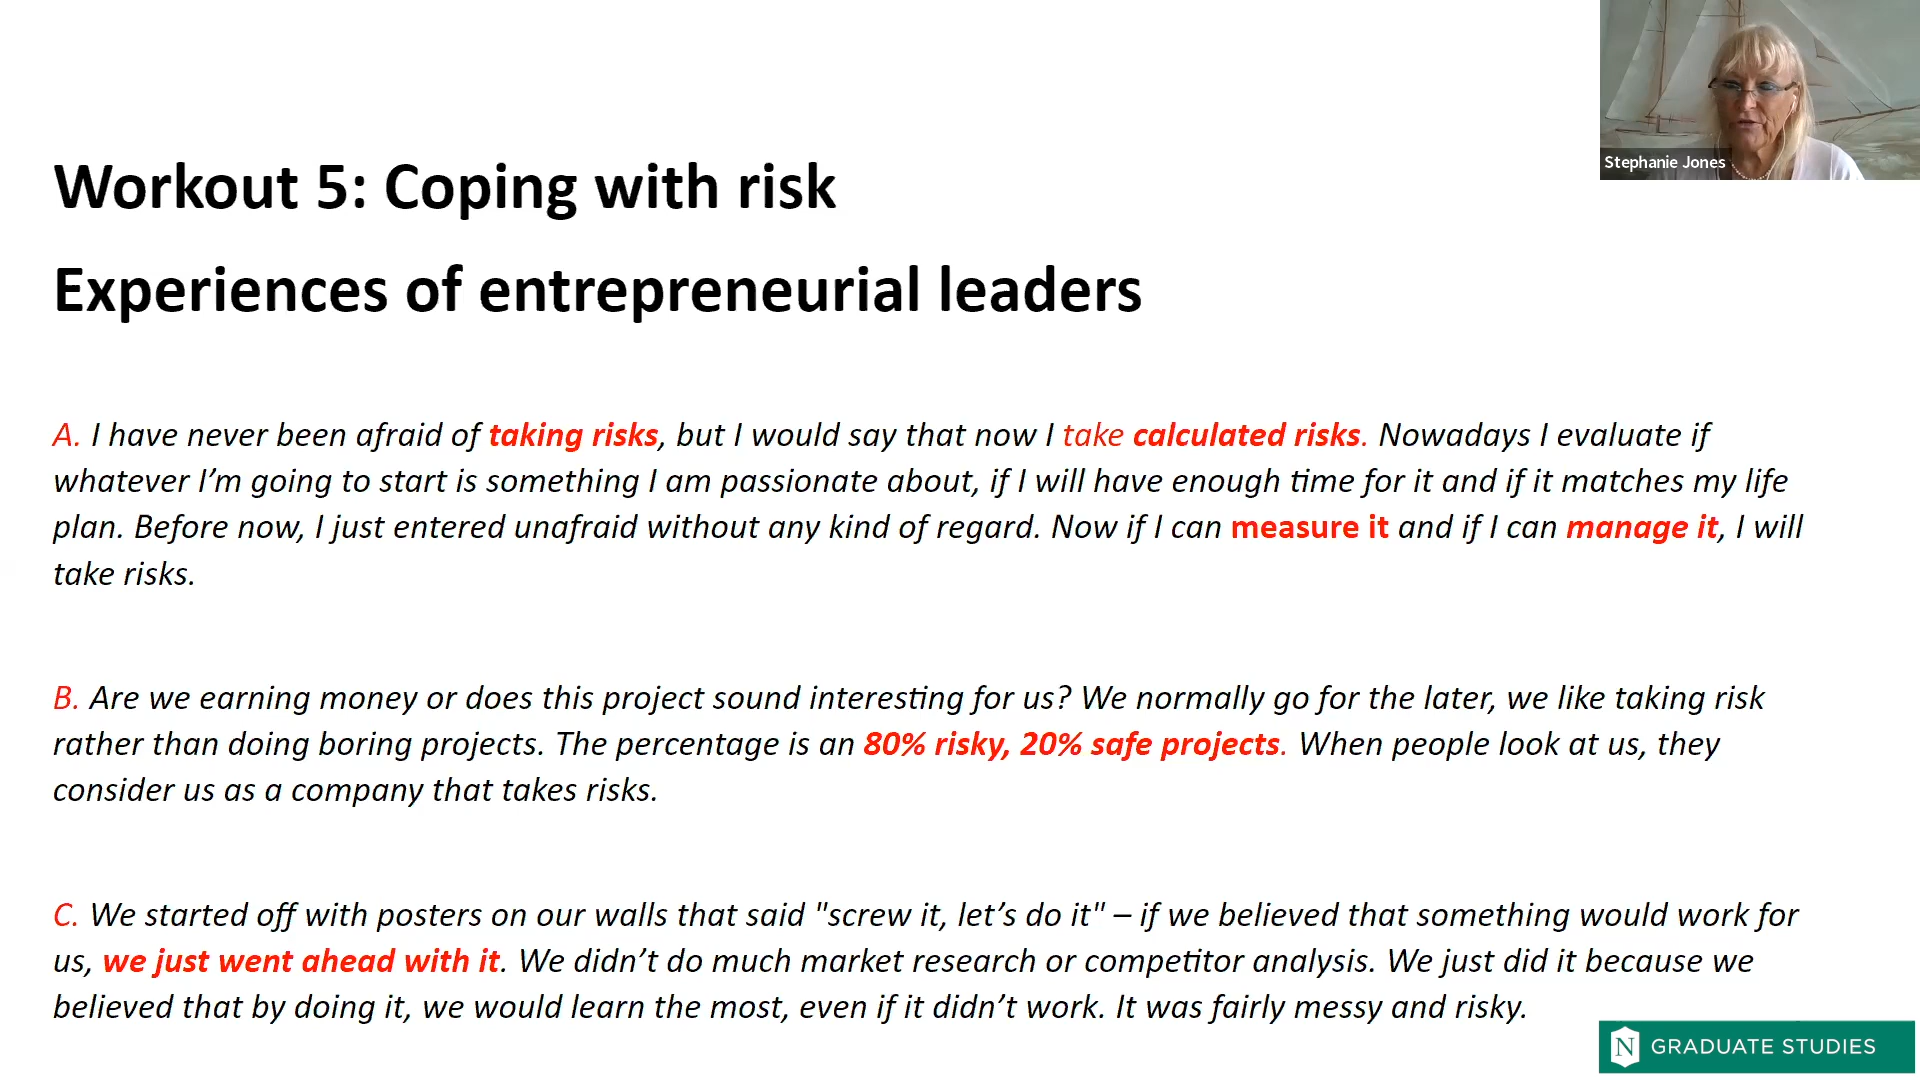 Stephanie Jones
Workout 5: Coping with risk
Experiences of entrepreneurial leaders
A. I have never been afraid of taking risks, but I would say that now I take calculated risks. Nowadays I evaluate if
whatever I’m going to start is something I am passionate about, if I will have enough time for it and if it matches my life
plan. Before now, I just entered unafraid without any kind of regard. Now if I can measure it and if I can manage it, I will
take risks.
B. Are we earning money or does this project sound interesting for us? We normally go for the later, we like taking risk
rather than doing boring projects. The percentage is an 80% risky, 20% safe projects. When people look at us, they
consider us as a company that takes risks.
C. We started off with posters on our walls that said "screw it, let’s do it" – if we believed that something would work for
us, we just went ahead with it. We didn’t do much market research or competitor analysis. We just did it because we
believed that by doing it, we would learn the most, even if it didn’t work. It was fairly messy and risky.
N GRADUATE STUDIES